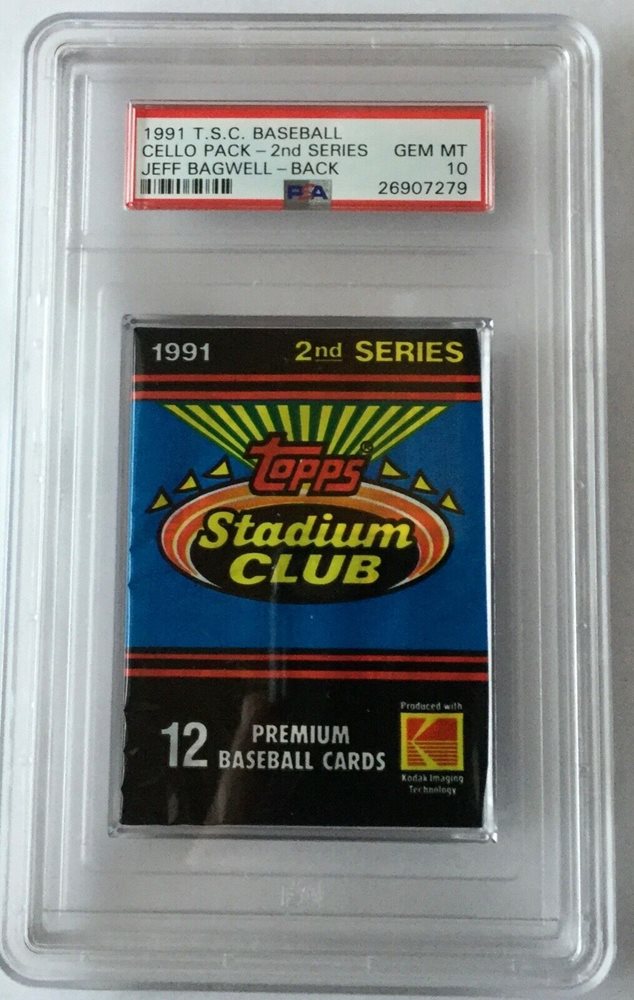 1991 T.S.C. BASEBALL
CELLO PACK – 2nd SERIES GEM MT
JEFF BAGWELL – BACK 10
PSA 26907279
1991 2nd SERIES
Topps®
Stadium
CLUB
12 PREMIUM
BASEBALL CARDS
Produced with
Kodak Imaging
Technology